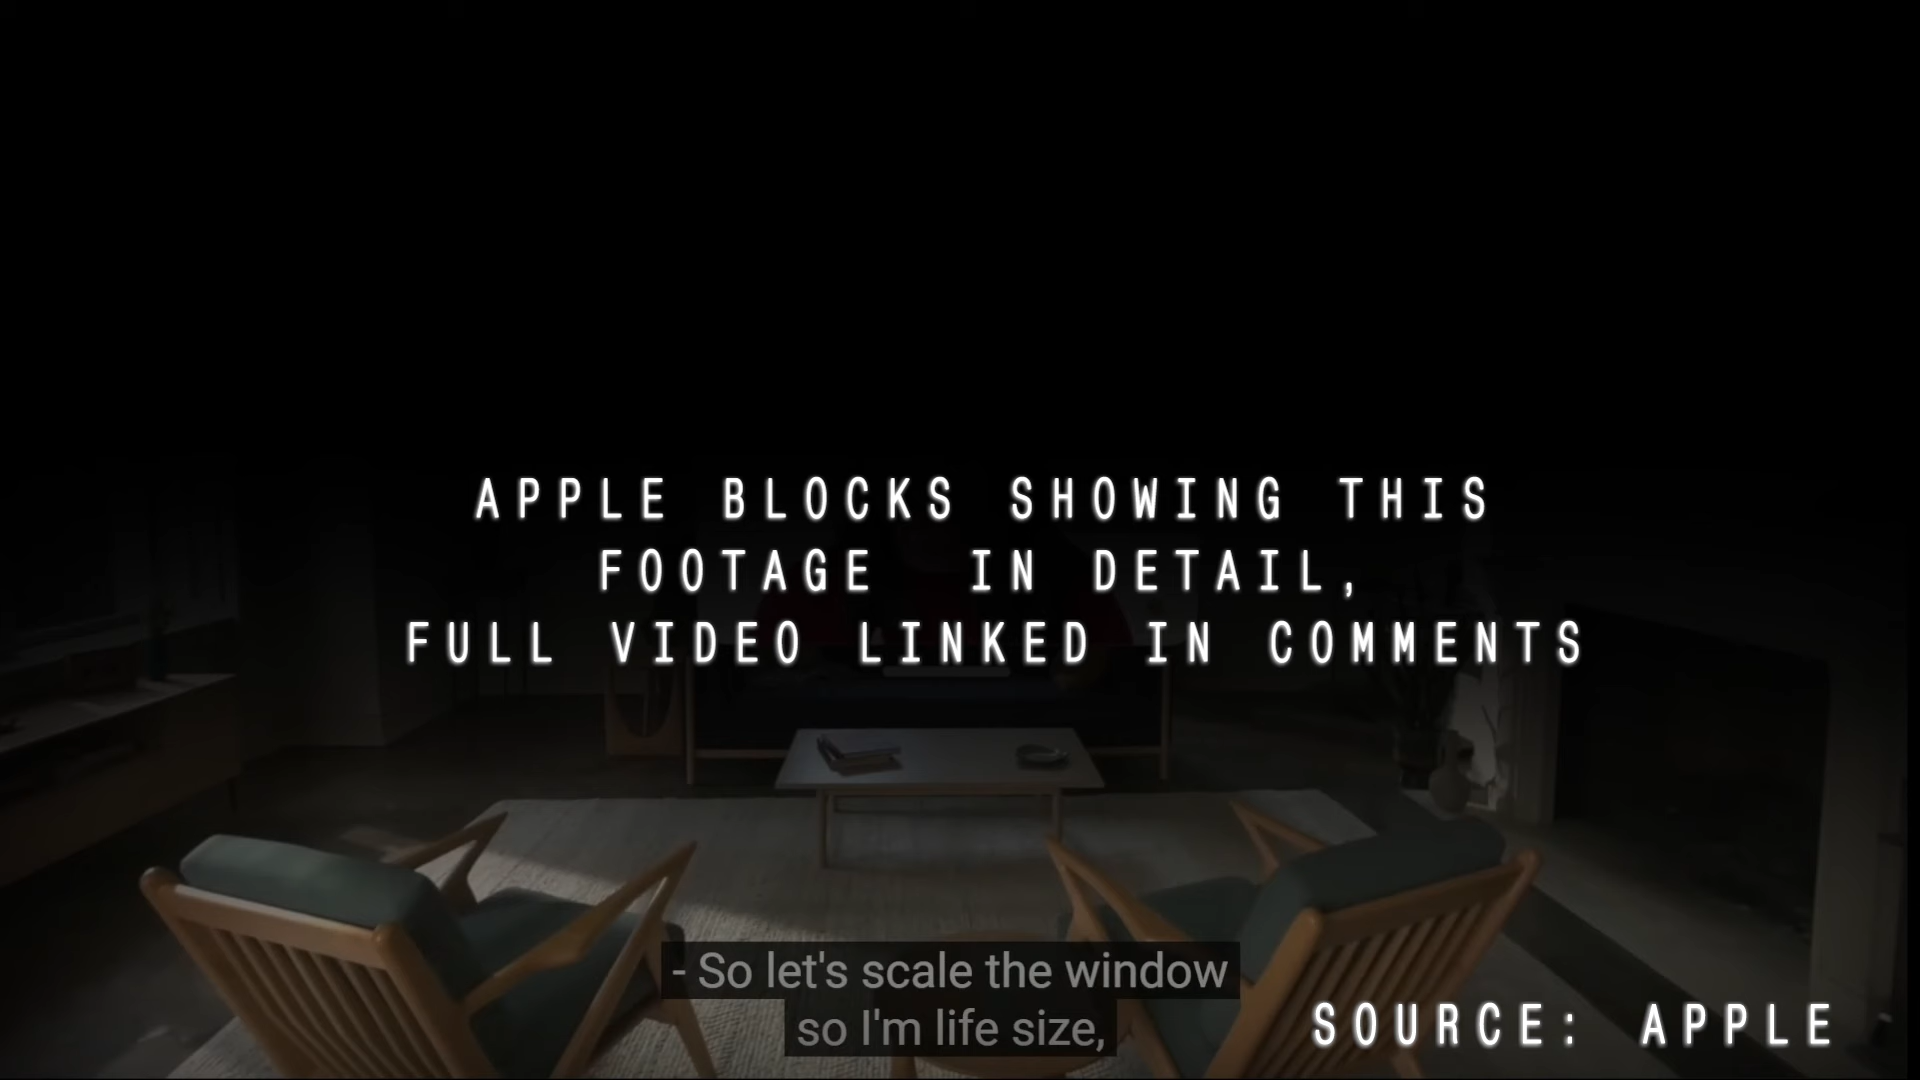 APPLE BLOCKS SHOWING THIS
FOOTAGE IN DETAIL,
FULL VIDEO LINKED IN COMMENTS
- So let's scale the window
so I'm life size,
SOURCE: APPLE